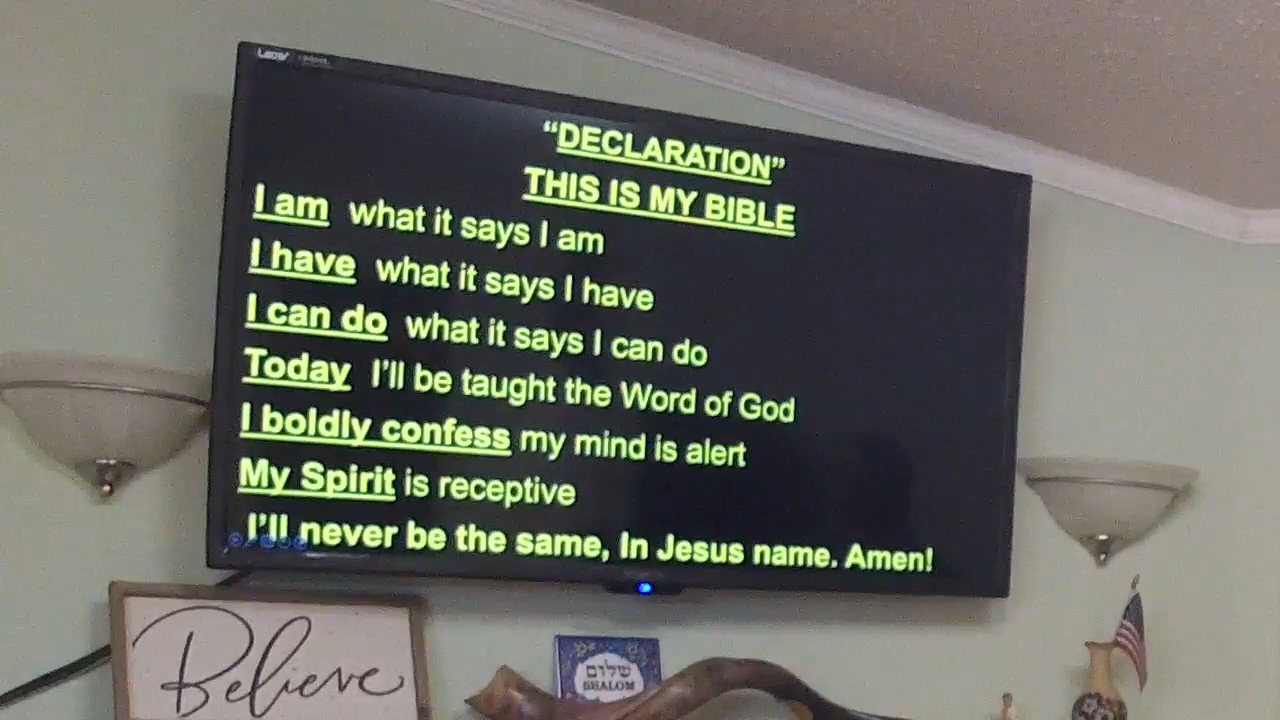 “DECLARATION”
THIS IS MY BIBLE
I am what it says I am
I have what it says I have
I can do what it says I can do
Today I’ll be taught the Word of God
I boldly confess my mind is alert
My Spirit is receptive
I’ll never be the same, In Jesus name. Amen!
Believe
שלום
SHALOM